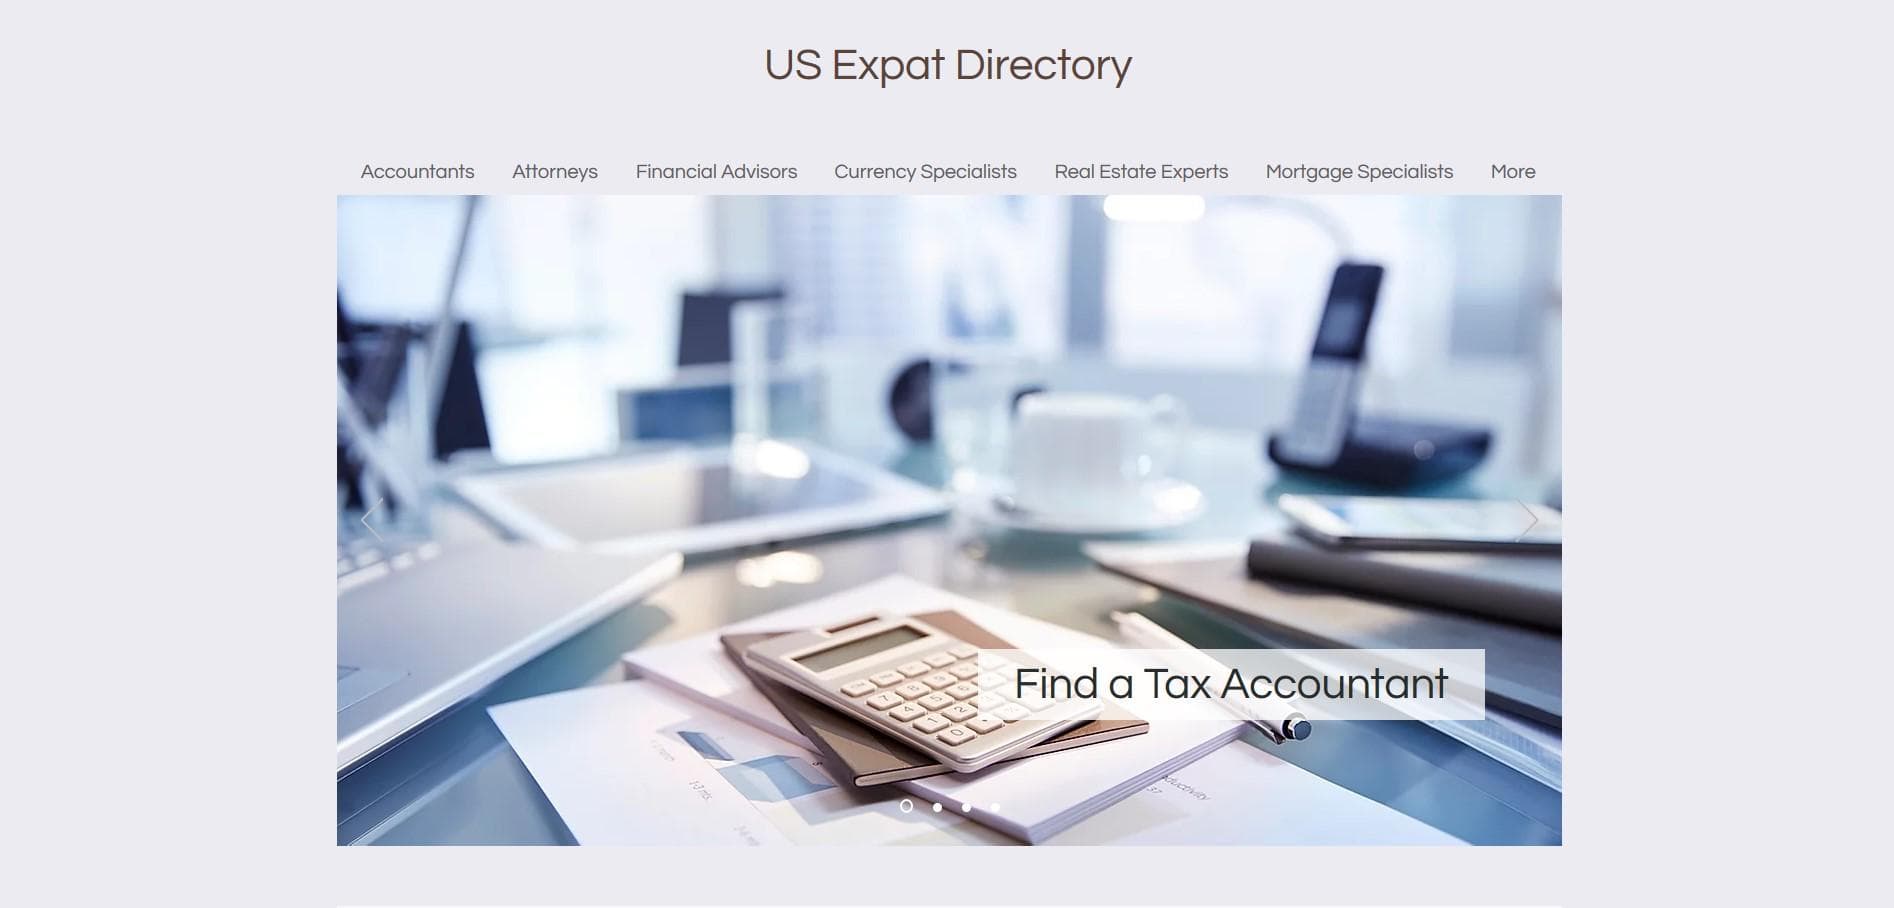 US Expat Directory
Accountants Attorneys Financial Advisors Currency Specialists Real Estate Experts Mortgage Specialists More
Find a Tax Accountant